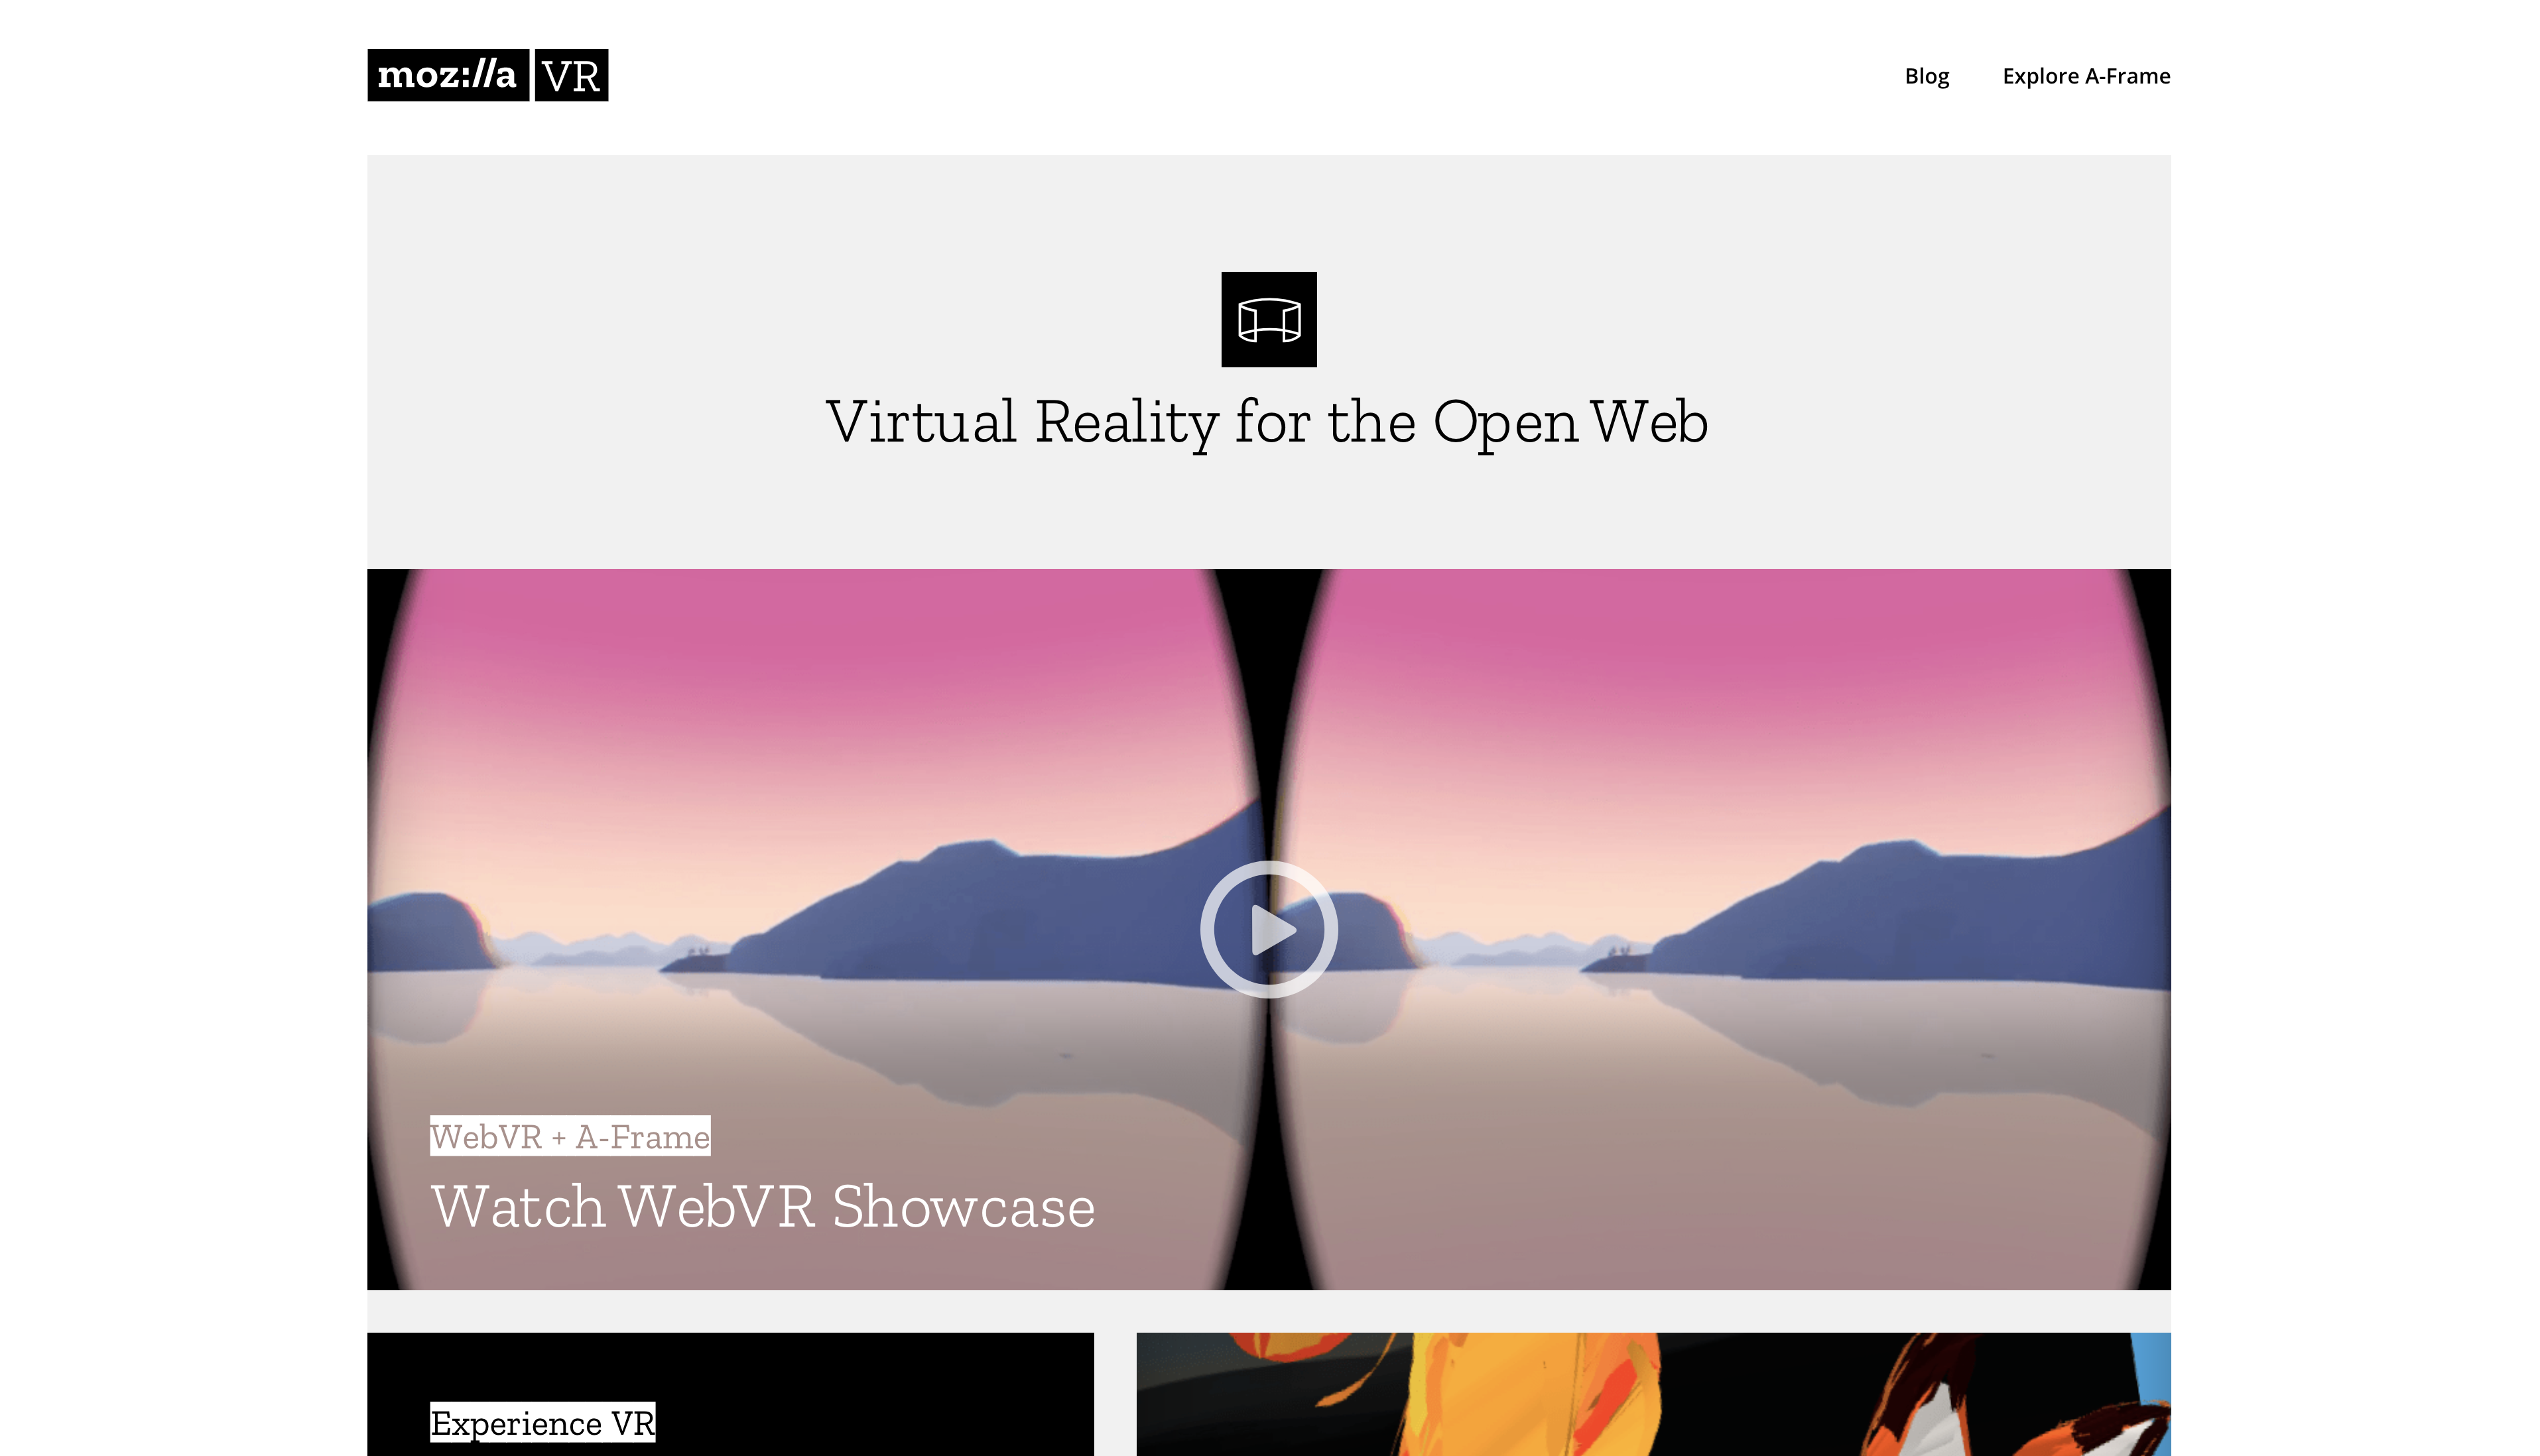 moz://a VR
Blog
Explore A-Frame
Virtual Reality for the Open Web
WebVR + A-Frame
Watch WebVR Showcase
Experience VR